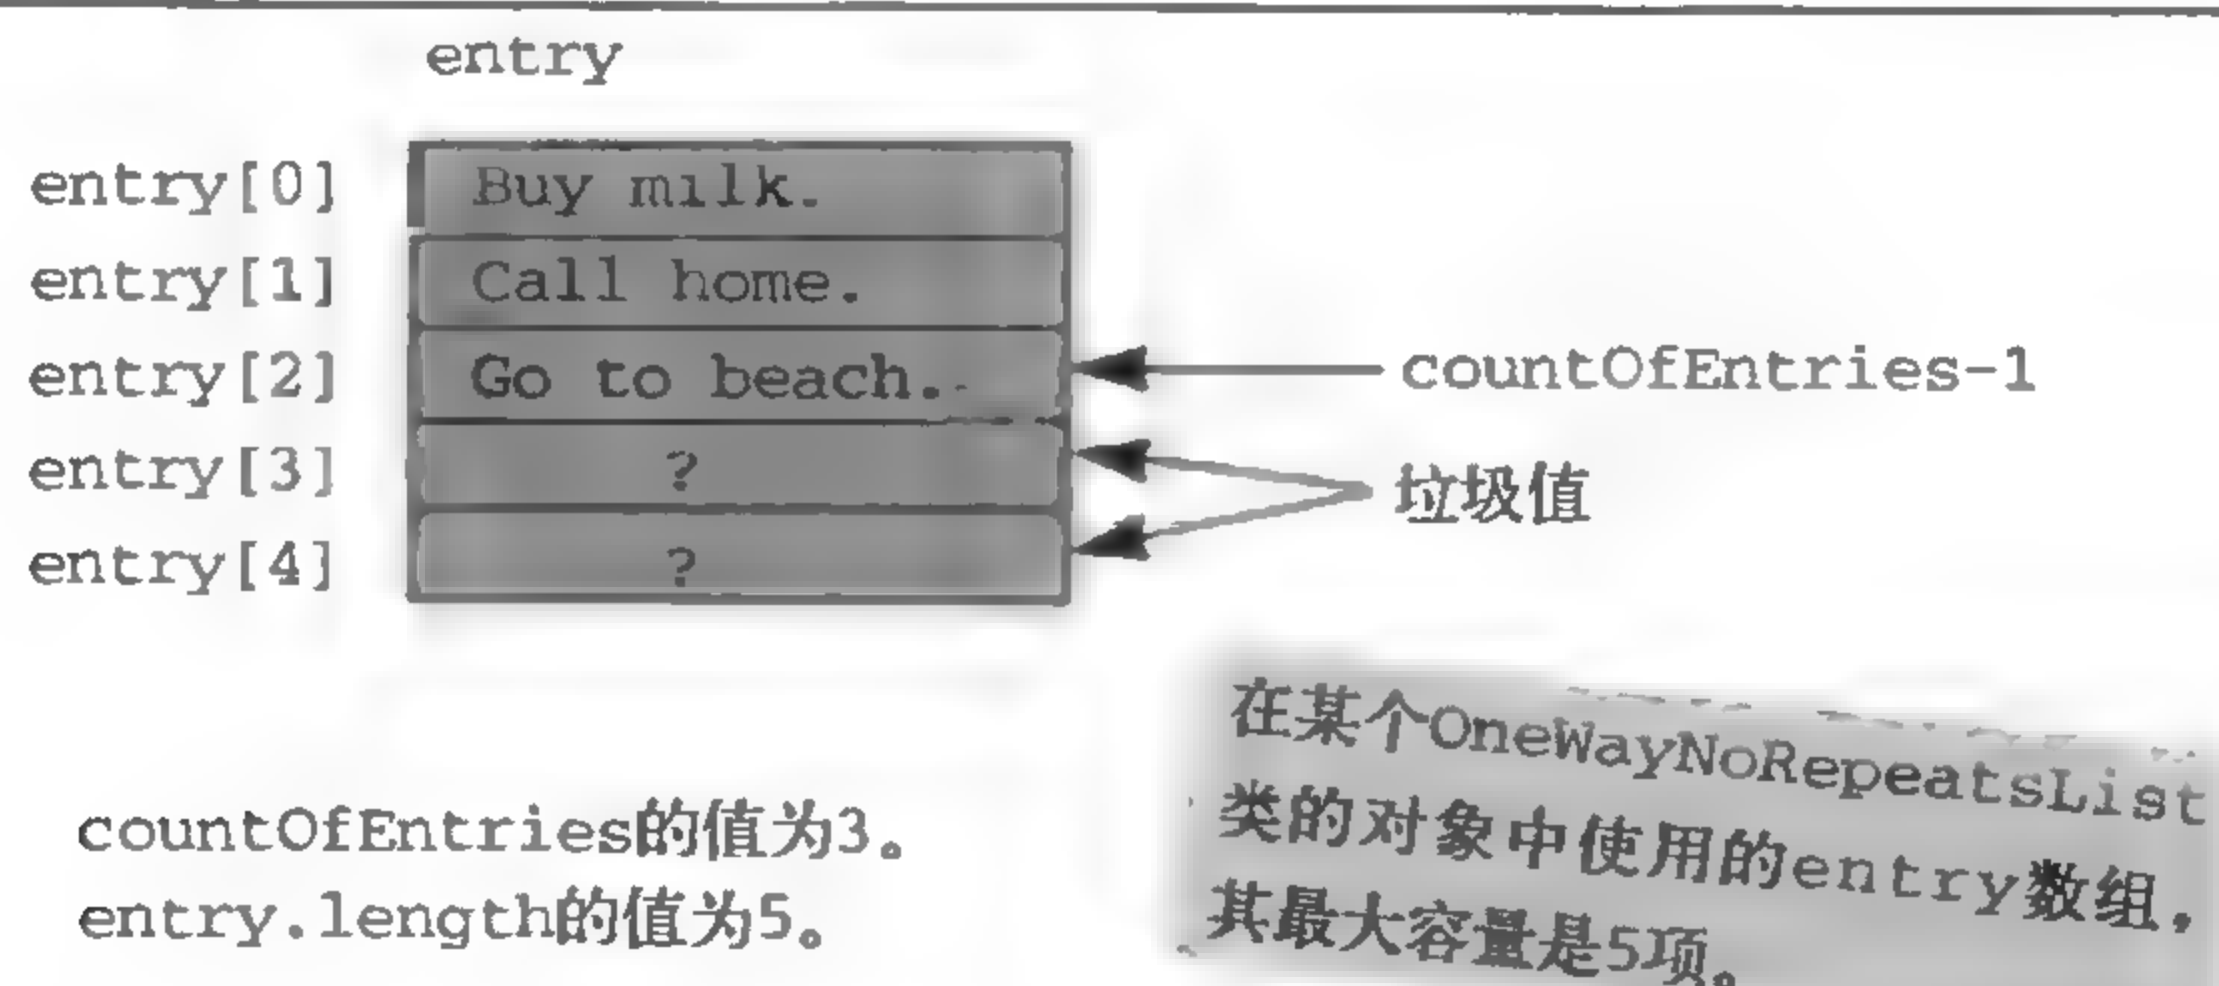 entry
entry[0] Buy milk.
entry[1] Call home.
entry[2] Go to beach. countOfEntries-1
entry[3] ?
垃圾值
entry[4] ?
countOfEntries的值为3。
entry.length的值为5。
在某个OneWayNoRepeatsList
类的对象中使用的entry数组，
其最大容量是5项。